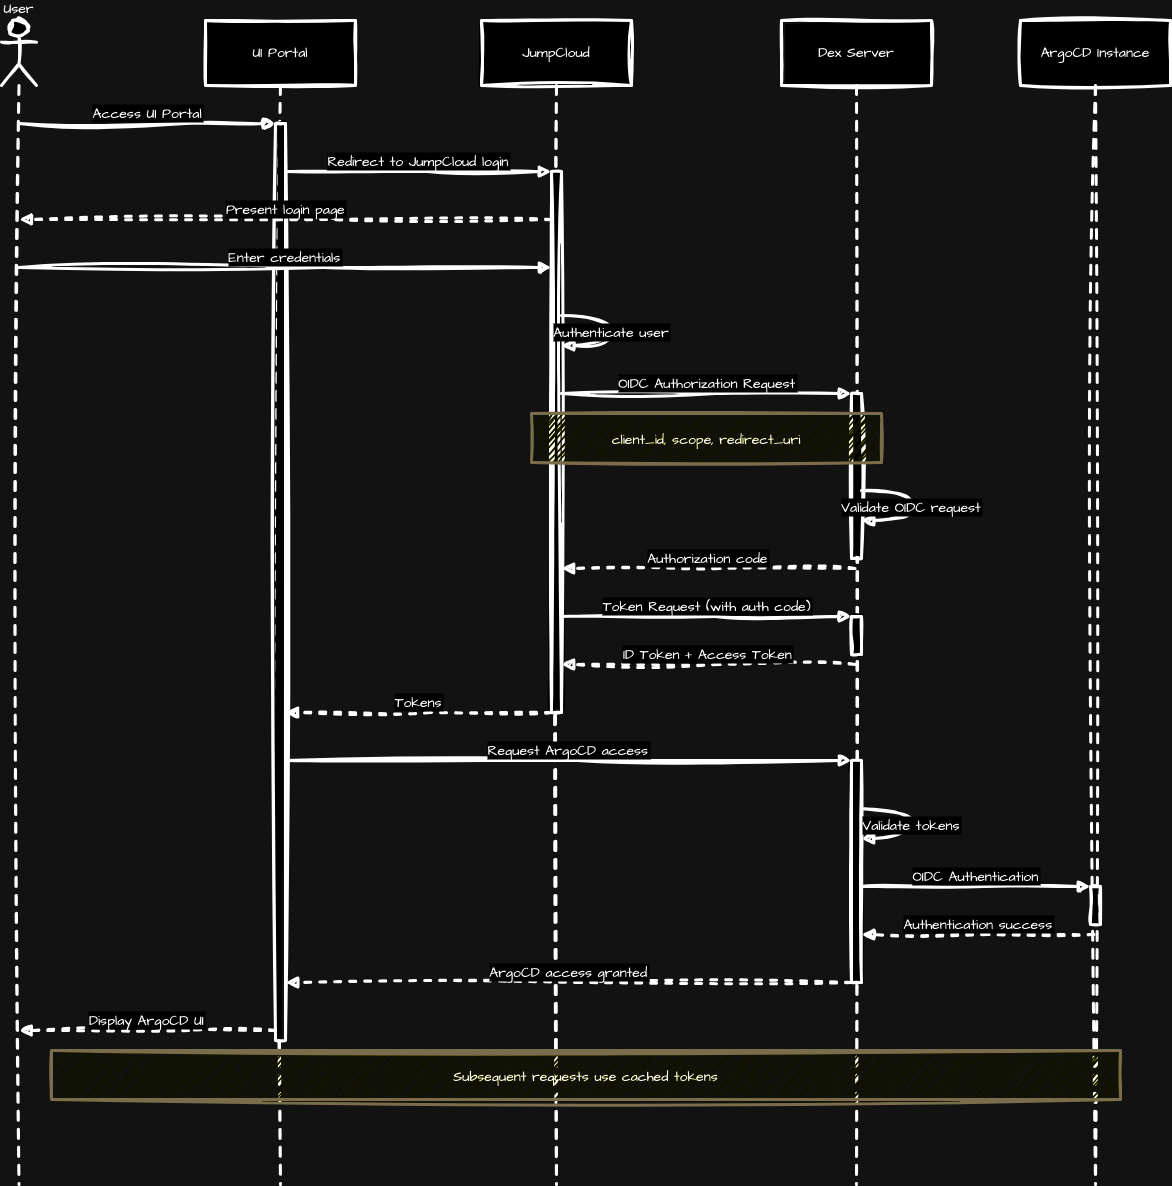 User
UI Portal
JumpCloud
Dex Server
ArgoCD Instance
Access UI Portal
Redirect to JumpCloud login
Present login page
Enter credentials
Authenticate user
OIDC Authorization Request
client_id, scope, redirect_uri
Validate OIDC request
Authorization code
Token Request (with auth code)
ID Token + Access Token
Tokens
Request ArgoCD access
Validate tokens
OIDC Authentication
Authentication success
ArgoCD access granted
Display ArgoCD UI
Subsequent requests use cached tokens